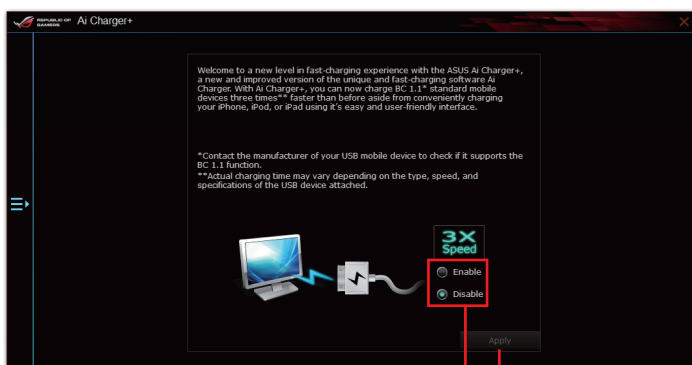 REPUBLIC OF
GAMERS
Ai Charger+
Welcome to a new level in fast-charging experience with the ASUS Ai Charger+,
a new and improved version of the unique and fast-charging software Ai
Charger. With Ai Charger+, you can now charge BC 1.1* standard mobile
devices three times** faster than before aside from conveniently charging
your iPhone, iPod, or iPad using it's easy and user-friendly interface.
*Contact the manufacturer of your USB mobile device to check if it supports the
BC 1.1 function.
**Actual charging time may vary depending on the type, speed, and
specifications of the USB device attached.
3X
Speed
Enable
Disable
Apply